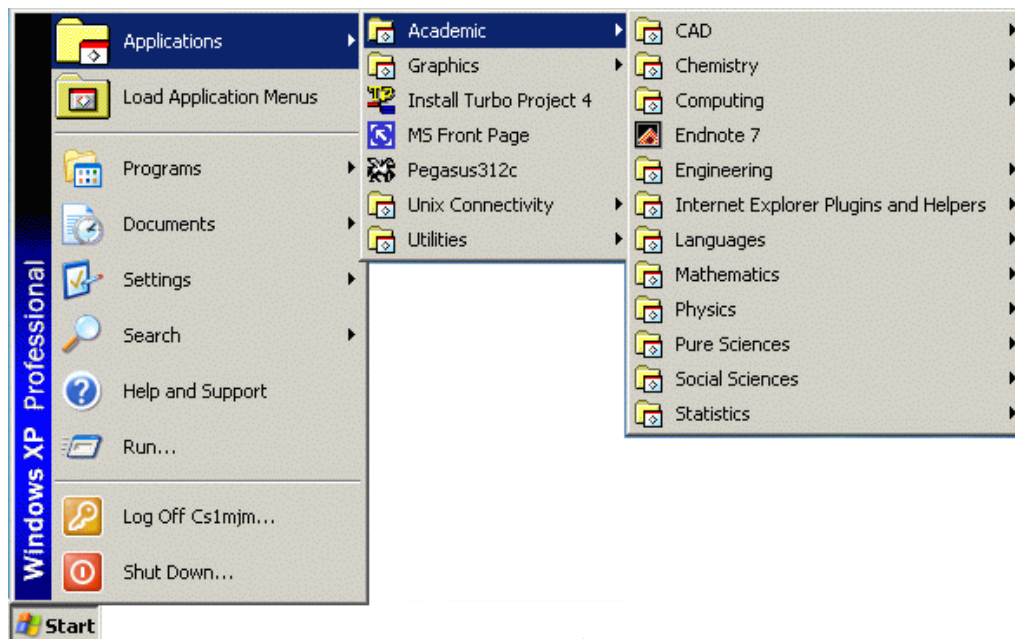 Windows XP Professional
Applications
Load Application Menus
Programs
Documents
Settings
Search
Help and Support
Run...
Log Off Cs1mjm...
Shut Down...
Start
Academic
Graphics
Install Turbo Project 4
MS Front Page
Pegasus312c
Unix Connectivity
Utilities
CAD
Chemistry
Computing
Endnote 7
Engineering
Internet Explorer Plugins and Helpers
Languages
Mathematics
Physics
Pure Sciences
Social Sciences
Statistics